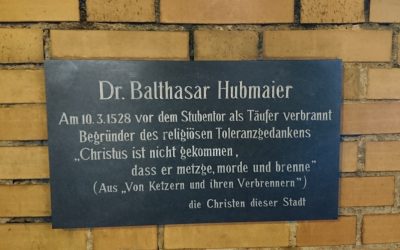 Dr. Balthasar Hubmaier
Am 10.3.1528 vor dem Stubentor als Täufer verbrannt
Begründer des religiösen Toleranzgedankens
„Christus ist nicht gekommen,
dass er metzge, morde und brenne"
(Aus „Von Ketzern und ihren Verbrennern")
die Christen dieser Stadt